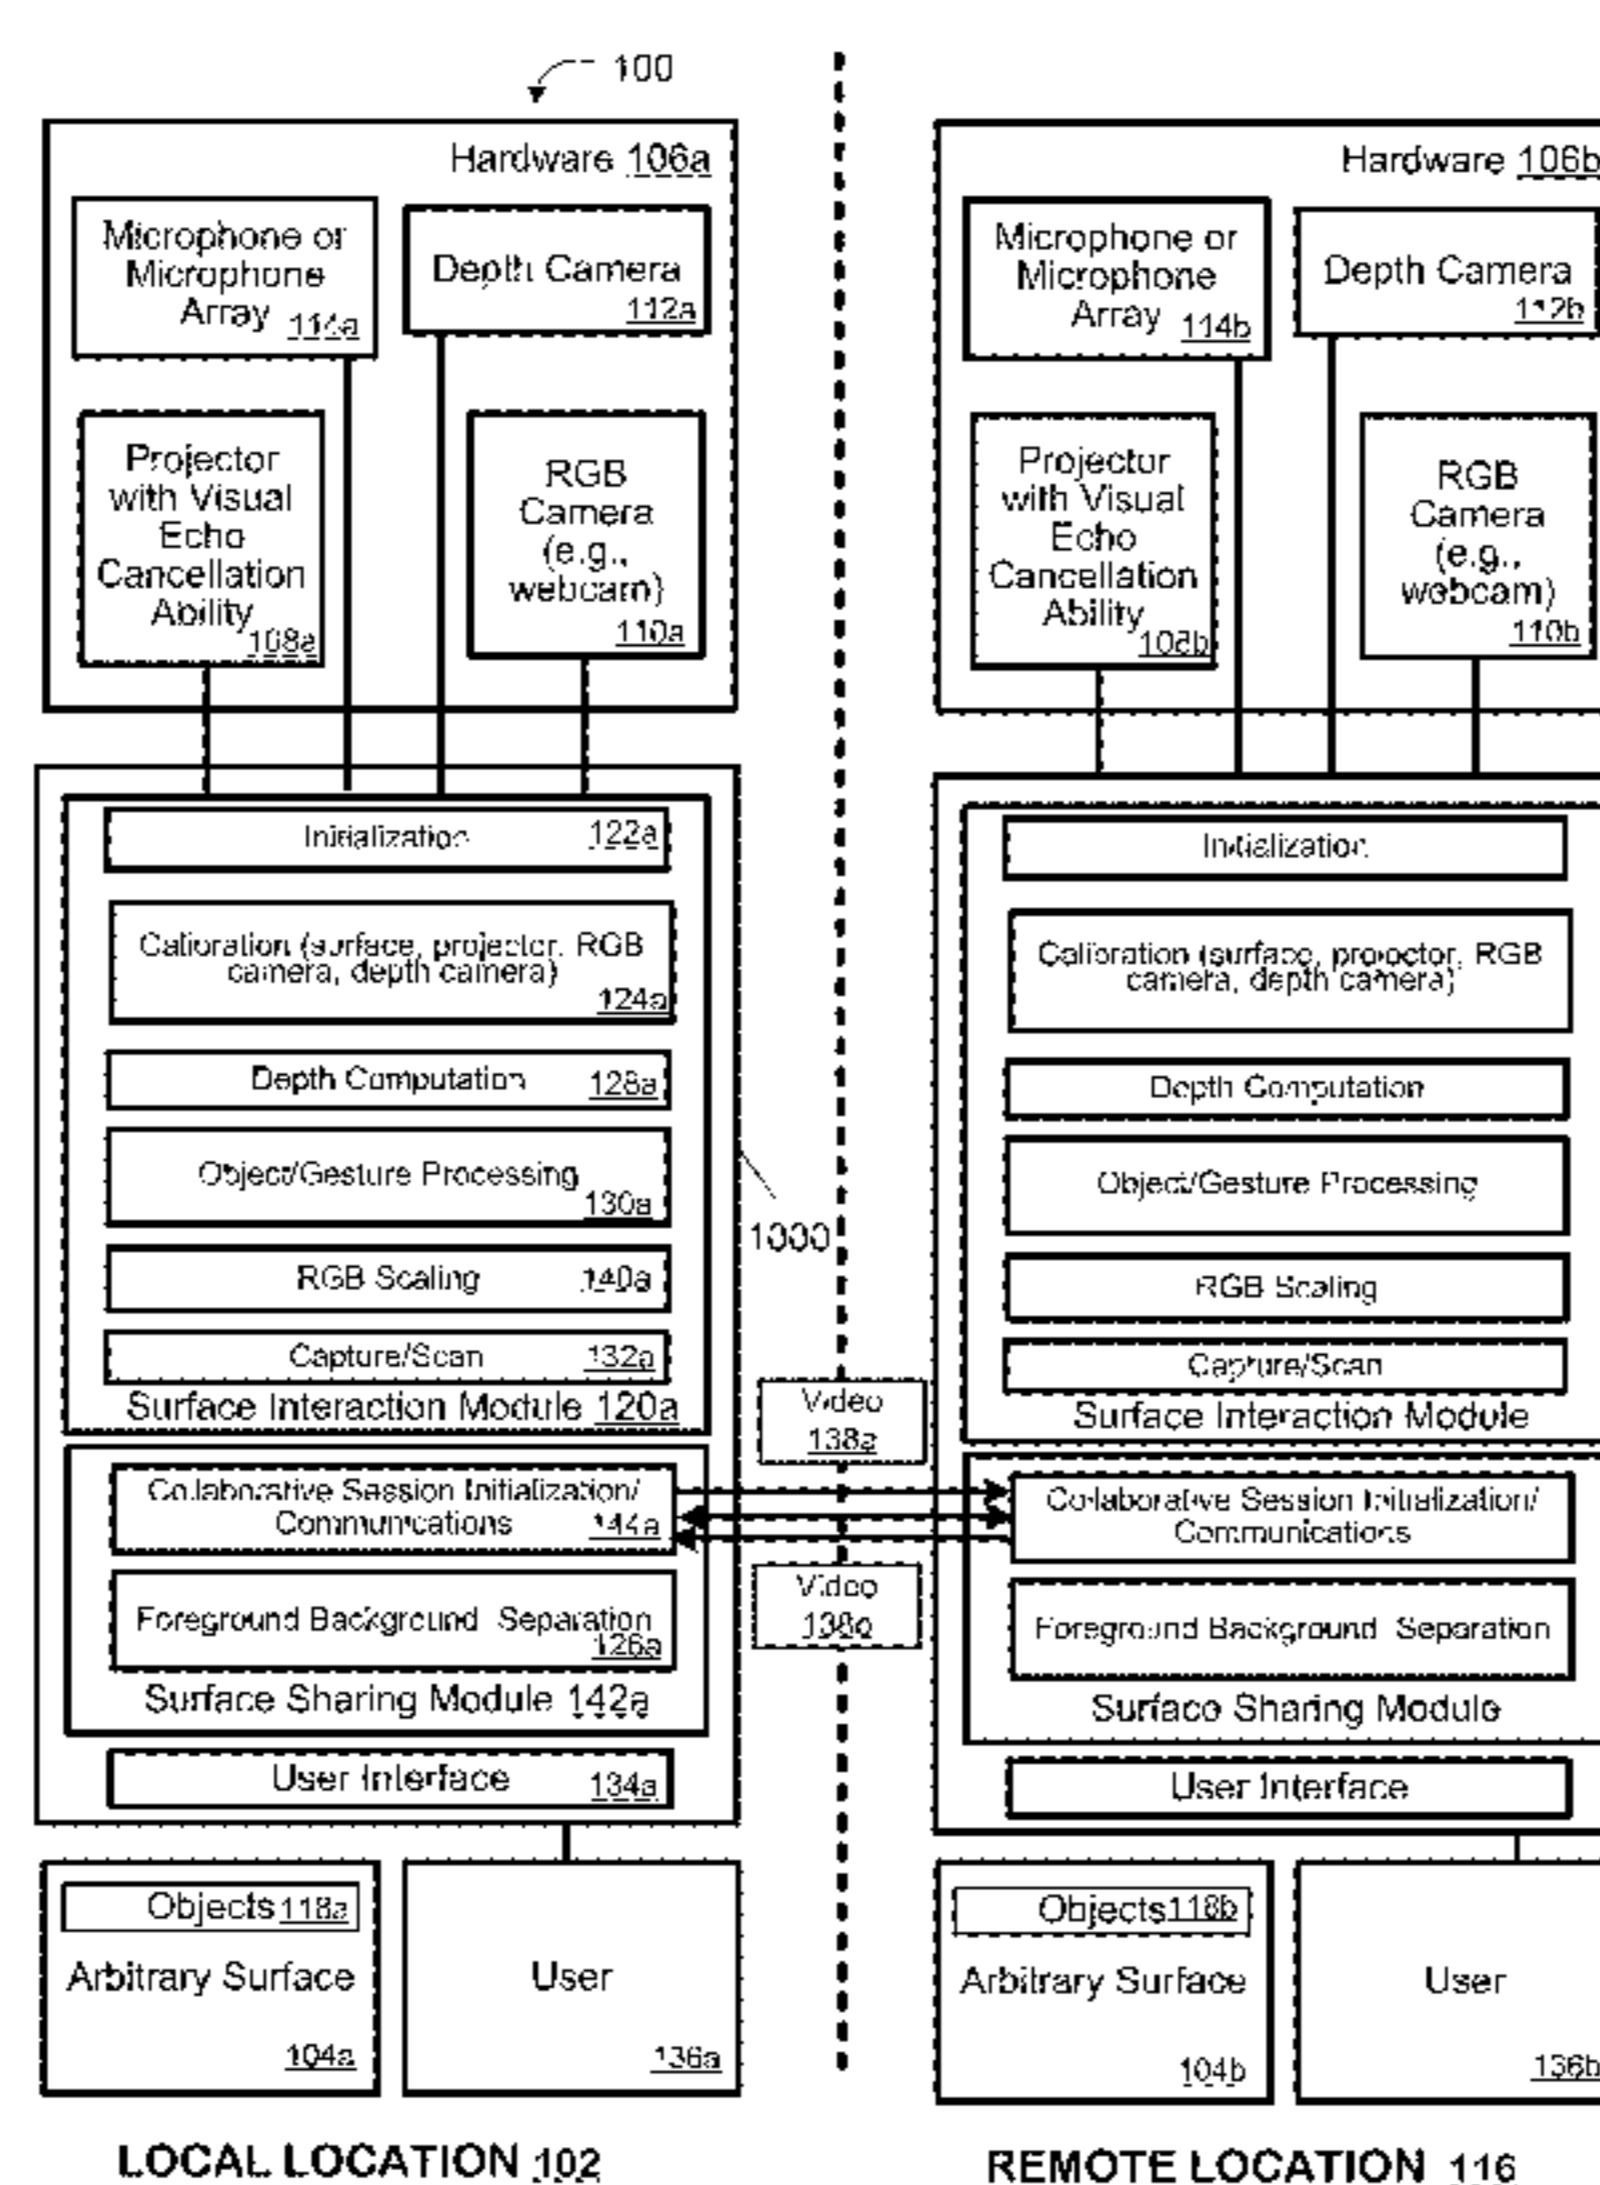 100
Hardware 106a
Microphone or
Microphone
Array 114a
Depth Camera
112a
Projector
with Visual
Echo
Cancellation
Ability
108a
RGB
Camera
(e.g.,
webcam)
110a
Initialization 122a
Calibration (surface, projector, RGB
camera, depth camera)
124a
Depth Computation 128a
Object/Gesture Processing
130a
RGB Scaling 140a
Capture/Scan 132a
Surface Interaction Module 120a
Collaborative Session Initialization/
Communications 144a
Foreground Background Separation
126a
Surface Sharing Module 142a
User Interface 134a
1000
Objects 118a
Arbitrary Surface
104a
User
136a
LOCAL LOCATION 102
Video
138a
Video
Hardware 106b
Microphone or
Microphone
Array 114b
Depth Camera
112b
Projector
with Visual
Echo
Cancellation
Ability
108b
RGB
Camera
(e.g.,
webcam)
110b
Initialization
Calibration (surface, projector, RGB
camera, depth camera)
Depth Computation
Object/Gesture Processing
RGB Scaling
Capture/Scan
Surface Interaction Module
Collaborative Session Initialization/
Communications
Foreground Background Separation
Surface Sharing Module
User Interface
Objects 118b
Arbitrary Surface
104b
User
136b
REMOTE LOCATION 116